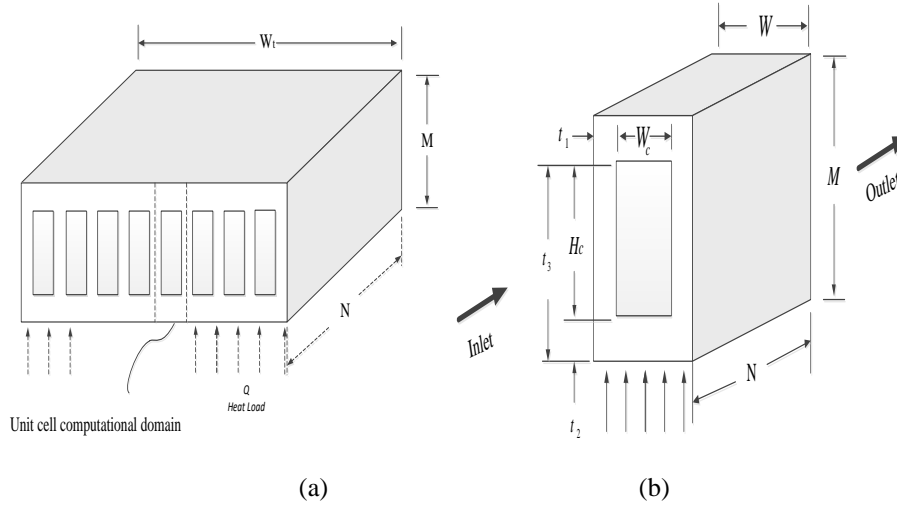 Wt
M
N
Q
Heat Load
Unit cell computational domain
(a)
W
t1
Wc
M
Outlet
t3
Hc
Inlet
N
t2
(b)